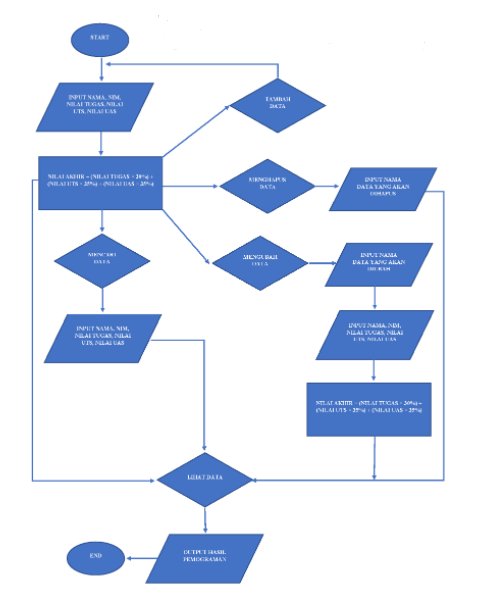 START
INPUT NAMA, NIM,
NILAI TUGAS, NILAI
UTS, NILAI UAS
TAMBAH
DATA
NILAI AKHIR = (NILAI TUGAS * 20%) +
(NILAI UTS * 25%) + (NILAI UAS * 25%)
MENGHAPUS
DATA
INPUT NAMA
DATA YANG AKAN
DIHAPUS
MENCARI
DATA
MENGUBAH
DATA
INPUT NAMA
DATA YANG AKAN
DIUBAH
INPUT NAMA, NIM,
NILAI TUGAS, NILAI
UTS, NILAI UAS
INPUT NAMA, NIM,
NILAI TUGAS, NILAI
UTS, NILAI UAS
NILAI AKHIR = (NILAI TUGAS * 20%) +
(NILAI UTS * 25%) + (NILAI UAS * 25%)
LIHAT DATA
END
OUTPUT HASIL
PEMOGRAMAN